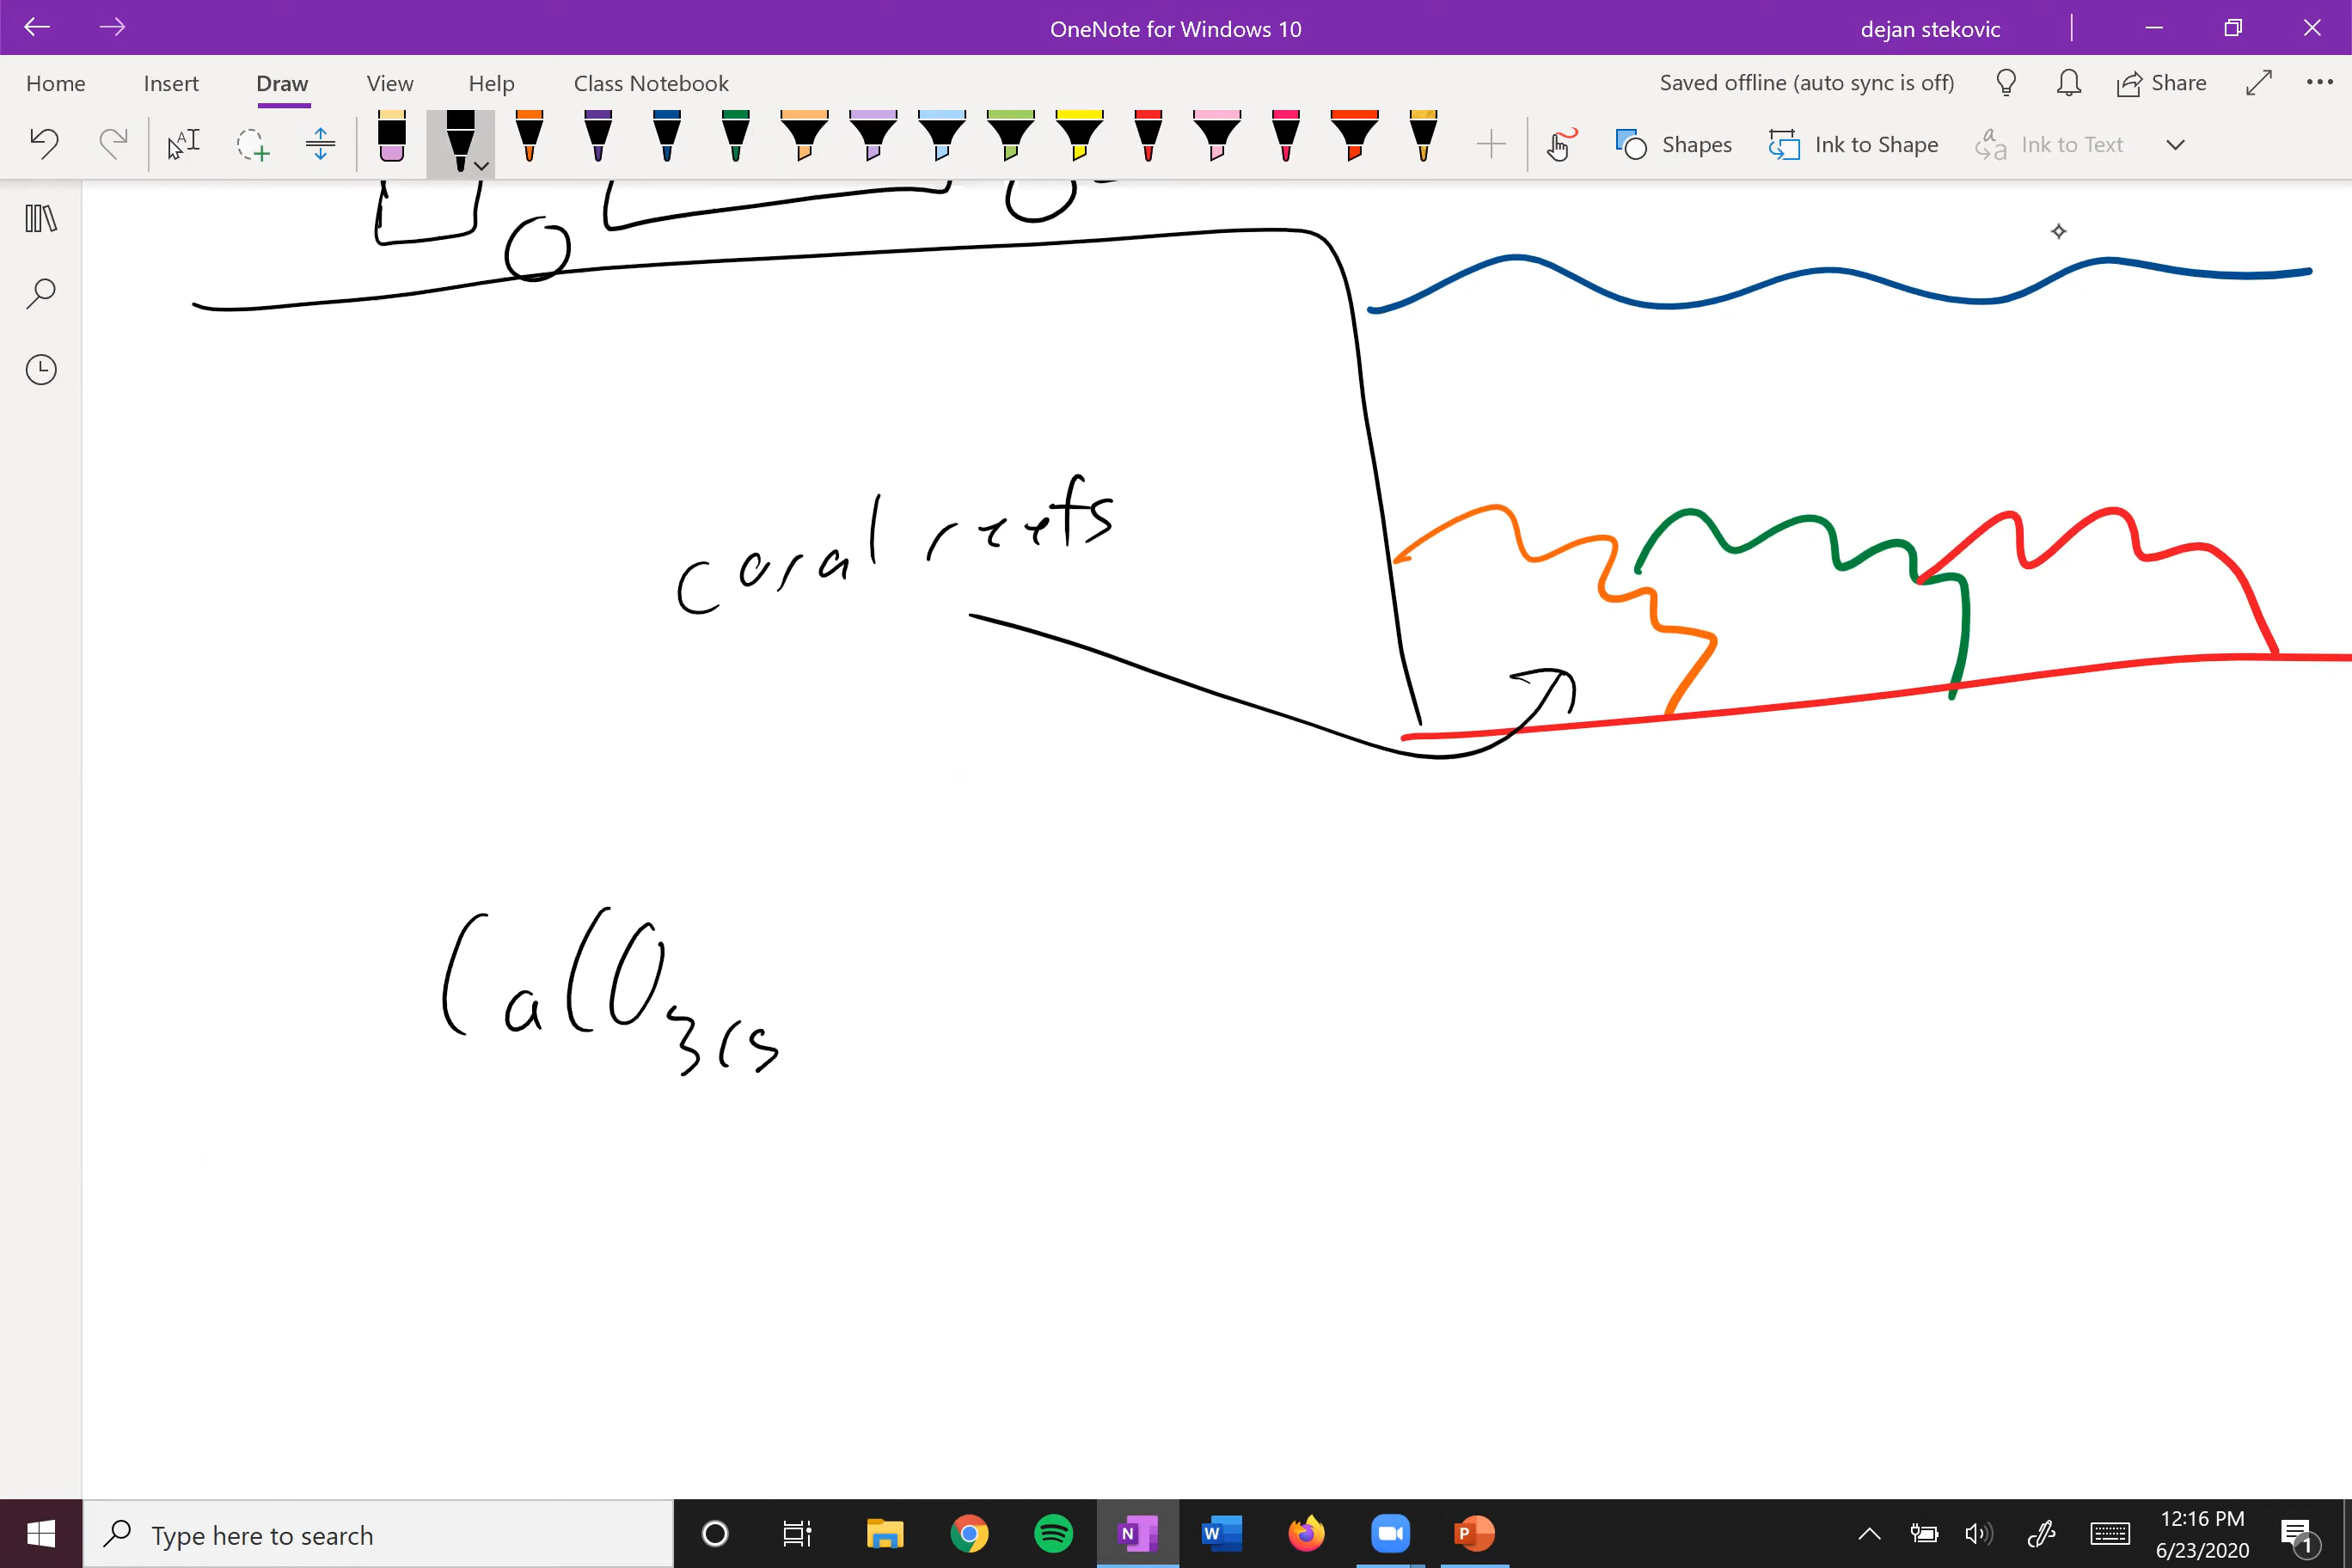 OneNote for Windows 10
dejan stekovic
Home Insert Draw View Help Class Notebook
Saved offline (auto sync is off) Share
Shapes Ink to Shape Ink to Text
coral reefs
CaCO3(s
Type here to search
12:16 PM
6/23/2020
1